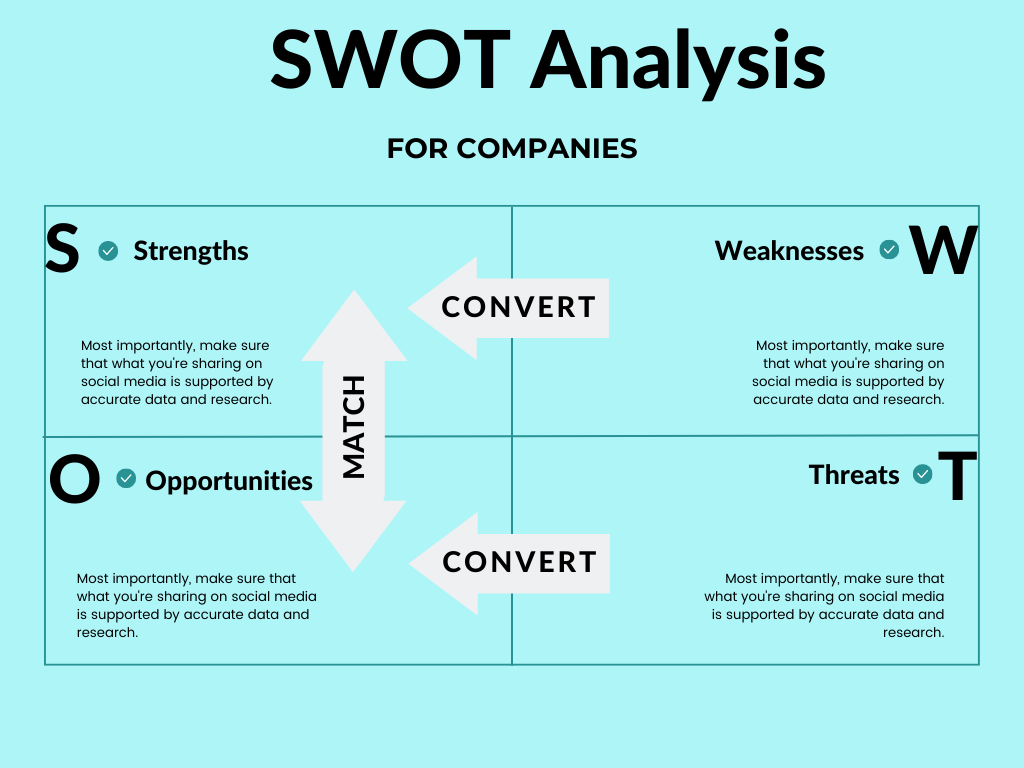 SWOT Analysis
FOR COMPANIES
S
Strengths
Most importantly, make sure
that what you're sharing on
social media is supported by
accurate data and research.
Weaknesses
W
Most importantly, make sure
that what you're sharing on
social media is supported by
accurate data and research.
CONVERT
MATCH
O
Opportunities
Most importantly, make sure that
what you're sharing on social media
is supported by accurate data and
research.
Threats
T
Most importantly, make sure that
what you're sharing on social media
is supported by accurate data and
research.
CONVERT